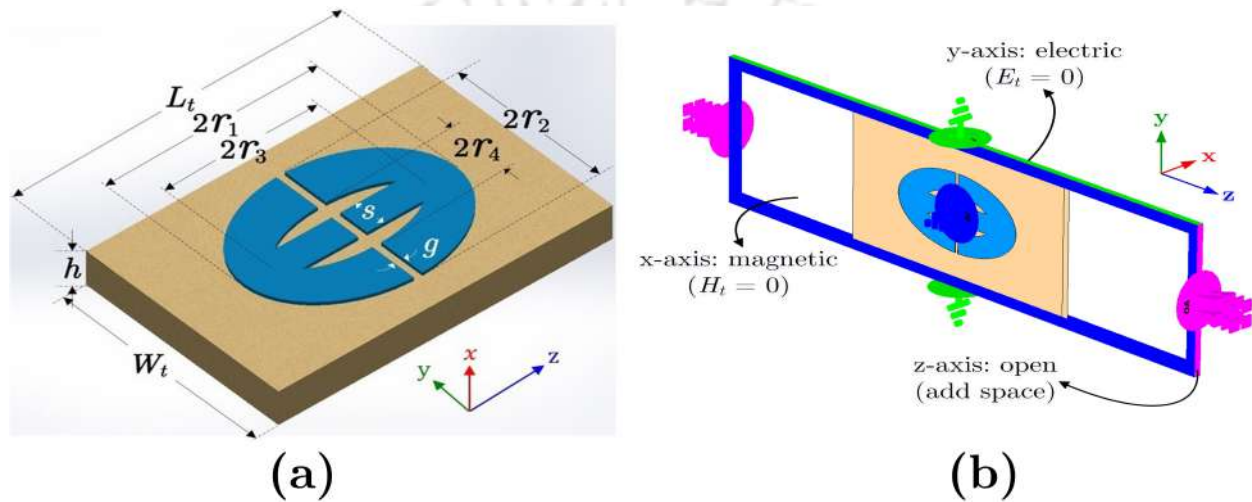 L_t
2r_1
2r_3
2r_2
2r_4
s
g
h
W_t
y
x
z
(a)
y-axis: electric
(E_t = 0)
y
x
z
x-axis: magnetic
(H_t = 0)
z-axis: open
(add space)
(b)